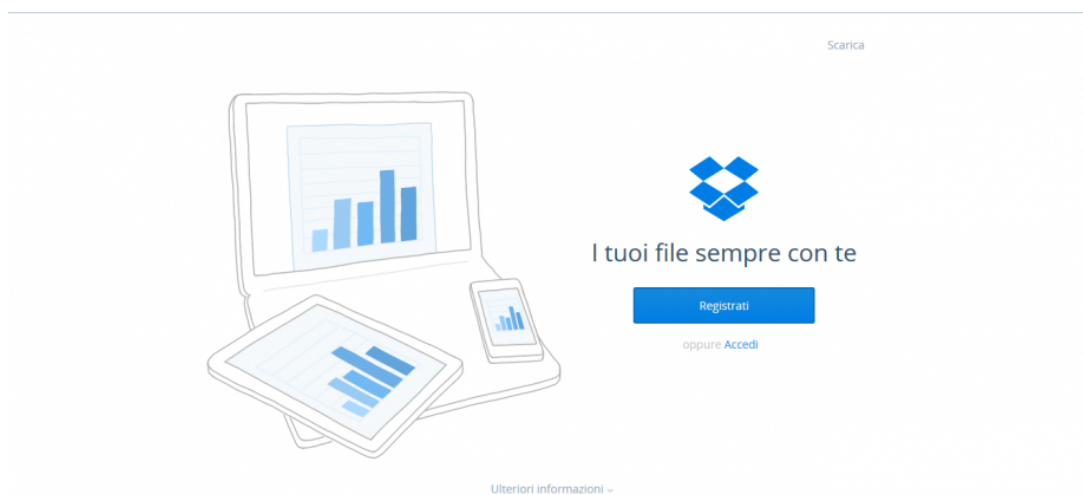 Scarica
I tuoi file sempre con te
Registrati
oppure Accedi
Ulteriori informazioni